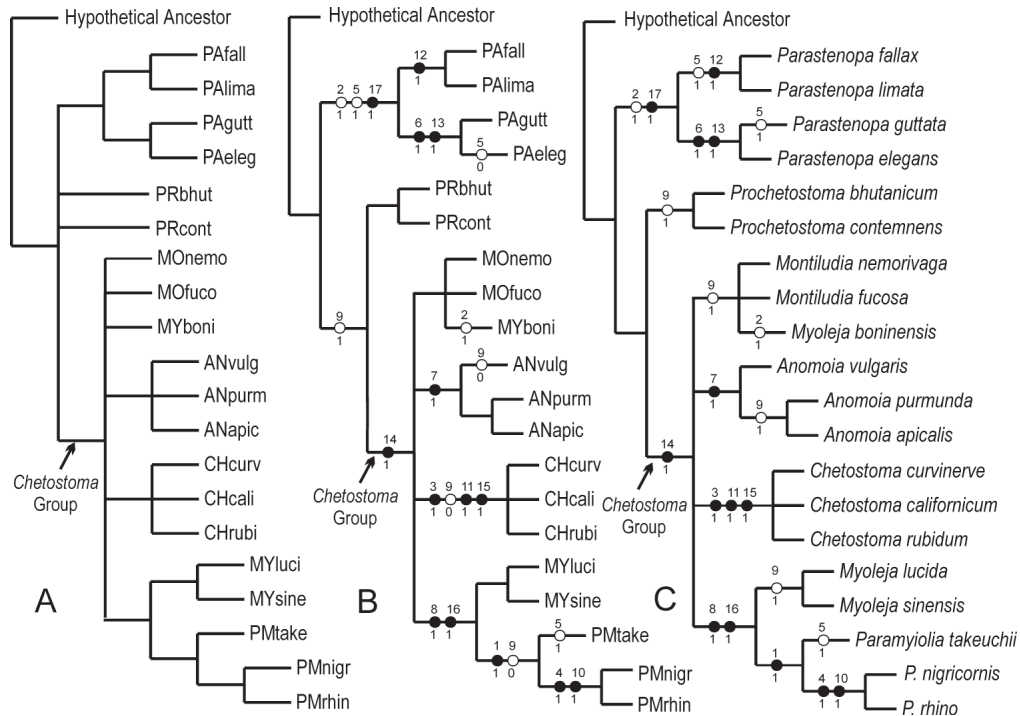 Hypothetical Ancestor
PAfall
PAlima
PAgutt
PAeleg
PRbhut
PRcont
MOnemo
MOfuco
MYboni
ANvulg
ANpurm
ANapic
CHcurv
CHcali
CHrubi
MYluci
MYsine
PMtake
PMnigr
PMrhin
Chetostoma
Group
A
Hypothetical Ancestor
12
1
PAfall
PAlima
2 5 17
1 1 1
6 13
1 1
PAgutt
5
0
PAeleg
PRbhut
PRcont
9
1
MOnemo
MOfuco
2
1
MYboni
7
1
9
0
ANvulg
ANpurm
ANapic
14
1
Chetostoma
Group
3 9 11 15
1 0 1 1
CHcurv
CHcali
CHrubi
8 16
1 1
MYluci
MYsine
1 9
1 0
5
1
PMtake
4 10
1 1
PMnigr
PMrhin
B
Hypothetical Ancestor
5 12
1 1
Parastenopa fallax
Parastenopa limata
2 17
1 1
6 13
1 1
5
1
Parastenopa guttata
Parastenopa elegans
9
1
Prochetostoma bhutanicum
Prochetostoma contemnens
9
1
Montiludia nemorivaga
Montiludia fucosa
2
1
Myoleja boninensis
7
1
Anomoia vulgaris
9
1
Anomoia purmunda
Anomoia apicalis
14
1
Chetostoma
Group
3 11 15
1 1 1
Chetostoma curvinerve
Chetostoma californicum
Chetostoma rubidum
8 16
1 1
9
1
Myoleja lucida
Myoleja sinensis
1
1
5
1
Paramyiolia takeuchii
4 10
1 1
P. nigricornis
P. rhino
C